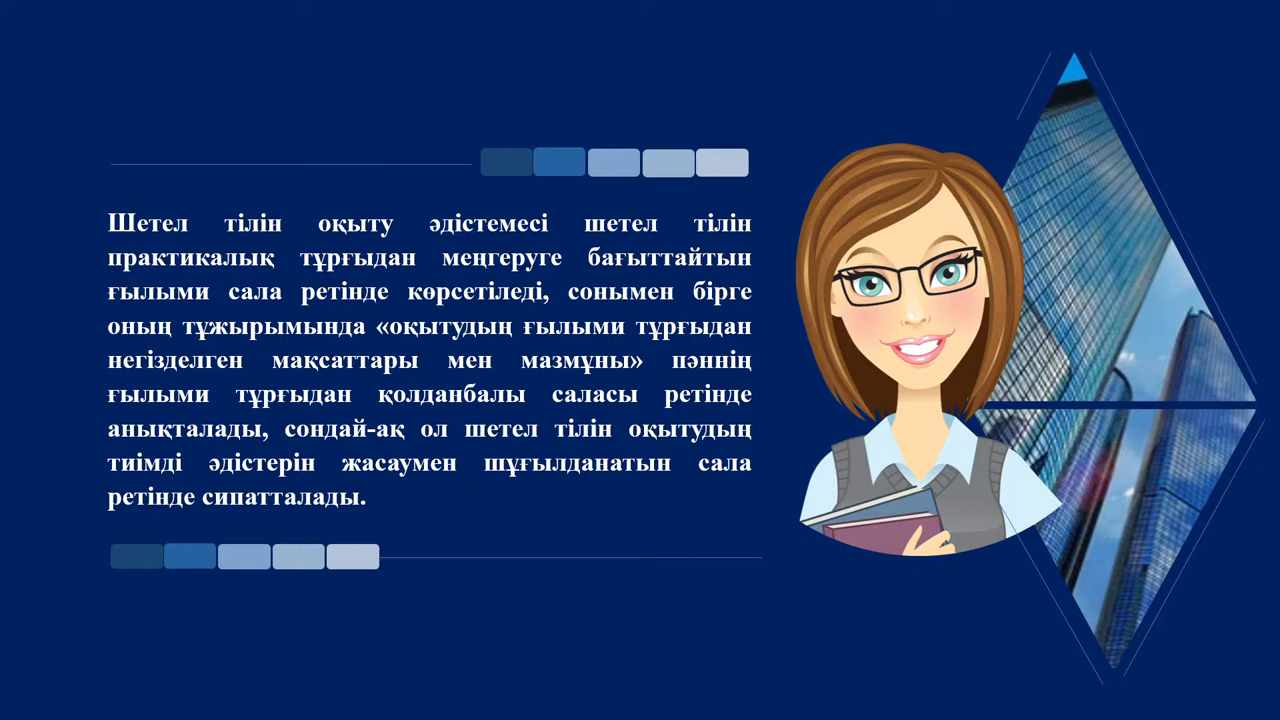 Шетел тілін оқыту әдістемесі шетел тілін
практикалық тұрғыдан меңгеруге бағыттайтын
ғылыми сала ретінде көрсетіледі, сонымен бірге
оның тұжырымында «оқытудың ғылыми тұрғыдан
негізделген мақсаттары мен мазмұны» пәннің
ғылыми тұрғыдан қолданбалы саласы ретінде
анықталады, сондай-ақ ол шетел тілін оқытудың
тиімді әдістерін жасаумен шұғылданатын сала
ретінде сипатталады.